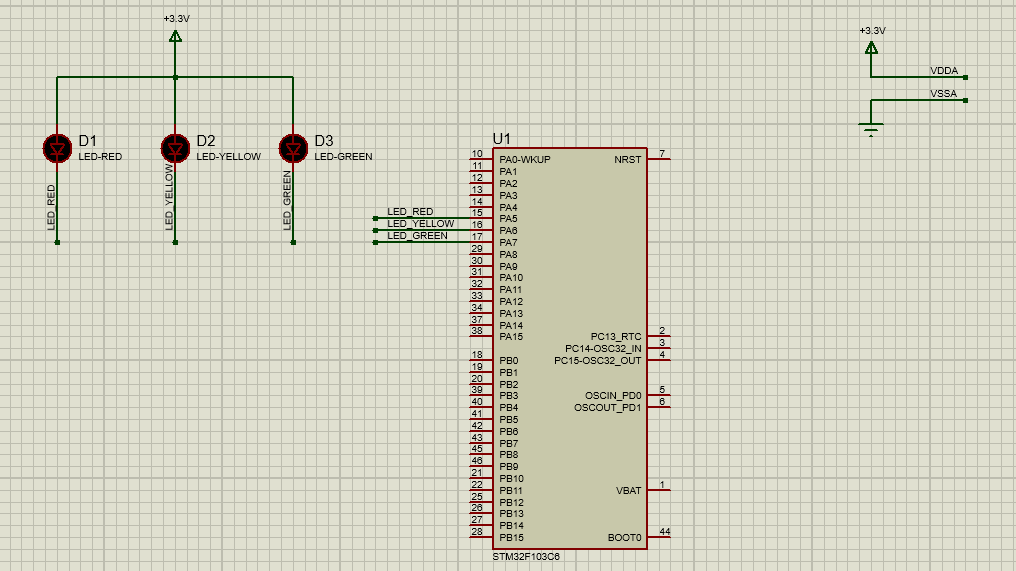 +3.3V
+3.3V
VDDA
VSSA
D1
LED-RED
D2
LED-YELLOW
D3
LED-GREEN
LED_RED
LED_YELLOW
LED_GREEN
LED_RED
LED_YELLOW
LED_GREEN
U1
10 PA0-WKUP NRST 7
11 PA1
12 PA2
13 PA3
14 PA4
15 PA5
16 PA6
17 PA7
29 PA8
30 PA9
31 PA10
32 PA11
33 PA12
34 PA13
37 PA14
38 PA15 PC13_RTC 2
PC14-OSC32_IN 3
18 PB0 PC15-OSC32_OUT 4
19 PB1
20 PB2
39 PB3 OSCIN_PD0 5
40 PB4 OSCOUT_PD1 6
41 PB5
42 PB6
43 PB7
45 PB8
46 PB9
21 PB10
22 PB11 VBAT 1
25 PB12
26 PB13
27 PB14
28 PB15 BOOT0 44
STM32F103C6